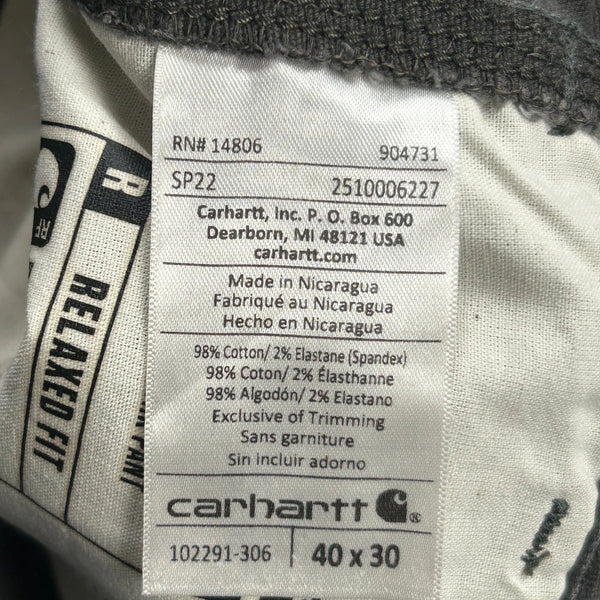 RN# 14806 904731
SP22 2510006227
Carhartt, Inc. P. O. Box 600
Dearborn, MI 48121 USA
carhartt.com
Made in Nicaragua
Fabriqué au Nicaragua
Hecho en Nicaragua
98% Cotton/ 2% Elastane (Spandex)
98% Coton/ 2% Élasthanne
98% Algodón/ 2% Elastano
Exclusive of Trimming
Sans garniture
Sin incluir adorno
carhartt ®
102291-306 40 x 30
RF
R
RELAXED FIT
PANT